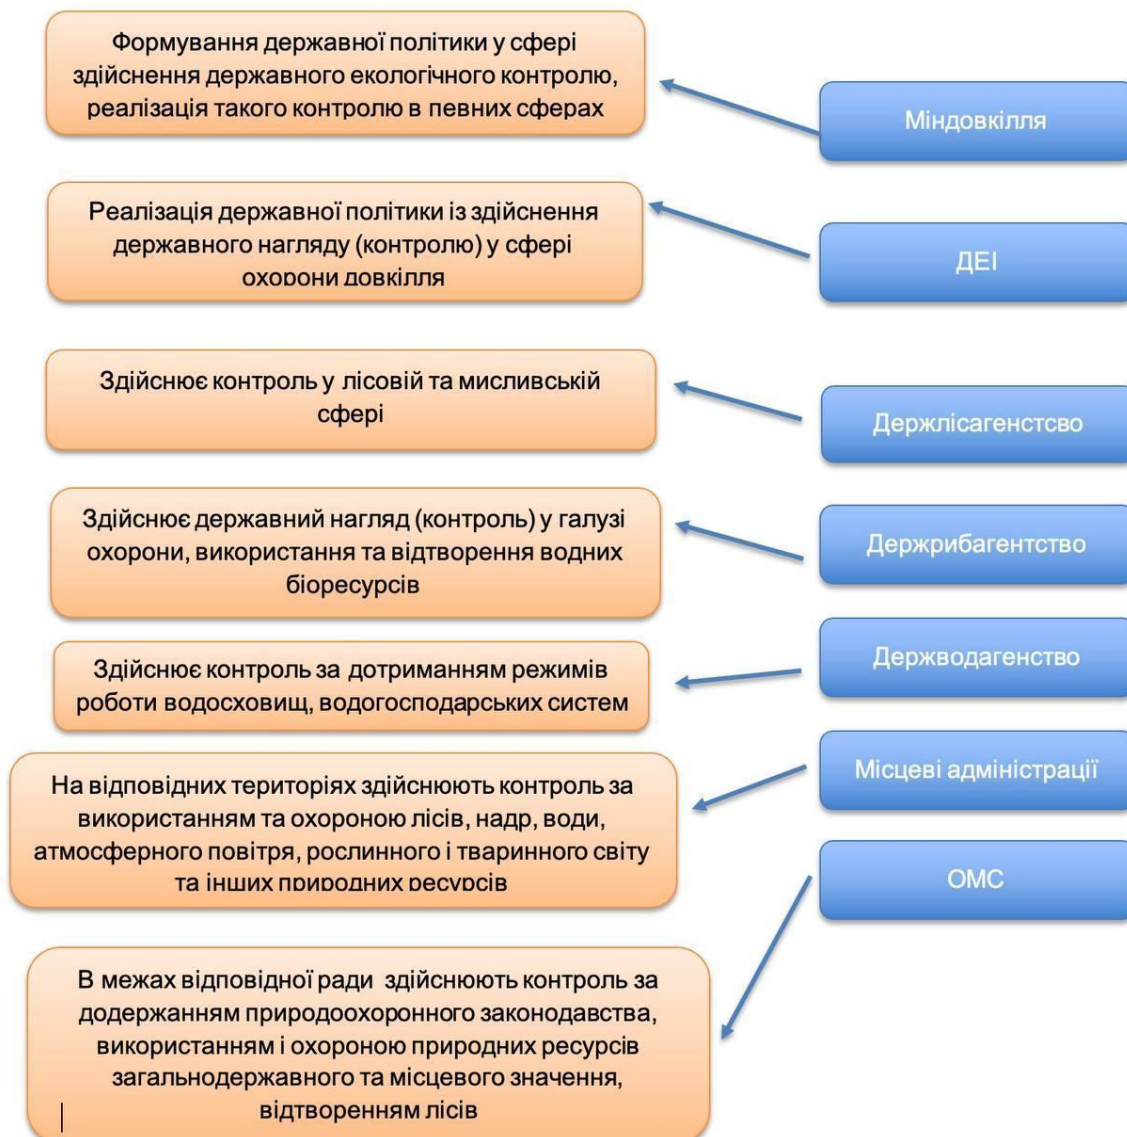 Формування державної політики у сфері
здійснення державного екологічного контролю,
реалізація такого контролю в певних сферах
Міндовкілля
Реалізація державної політики із здійснення
державного нагляду (контролю) у сфері
охорони довкілля
ДЕІ
Здійснює контроль у лісовій та мисливській
сфері
Держлісагенстсво
Здійснює державний нагляд (контроль) у галузі
охорони, використання та відтворення водних
біоресурсів
Держрибагентство
Здійснює контроль за дотриманням режимів
роботи водосховищ, водогосподарських систем
Держводагенство
На відповідних територіях здійснюють контроль за
використанням та охороною лісів, надр, води,
атмосферного повітря, рослинного і тваринного світу
та інших природних ресурсів
Місцеві адміністрації
ОМС
В межах відповідної ради здійснюють контроль за
додержанням природоохоронного законодавства,
використанням і охороною природних ресурсів
загальнодержавного та місцевого значення,
відтворенням лісів